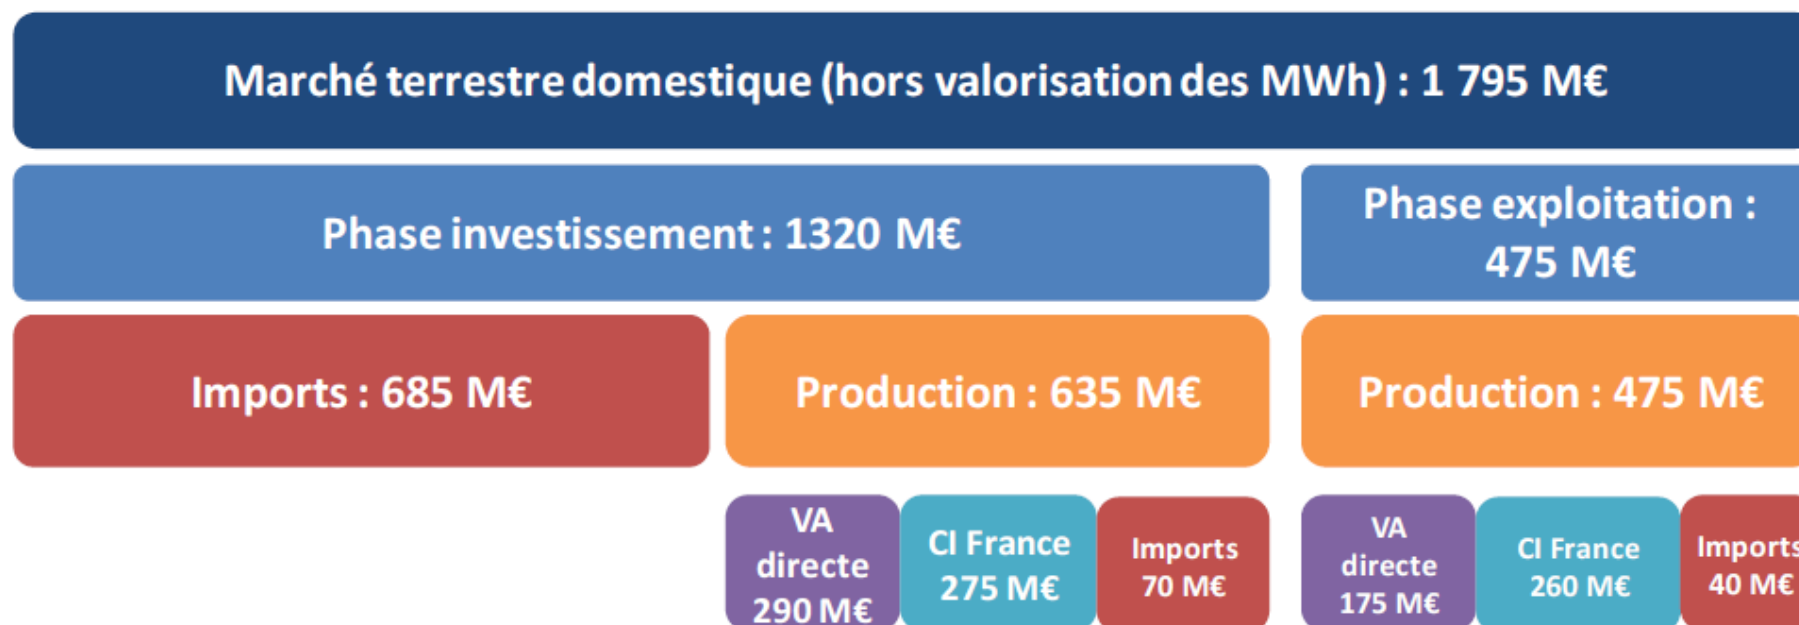 Marché terrestre domestique (hors valorisation des MWh) : 1 795 M€
Phase investissement : 1320 M€
Phase exploitation :
475 M€
Imports : 685 M€
Production : 635 M€
Production : 475 M€
VA
directe
290 M€
CI France
275 M€
Imports
70 M€
VA
directe
175 M€
CI France
260 M€
Imports
40 M€